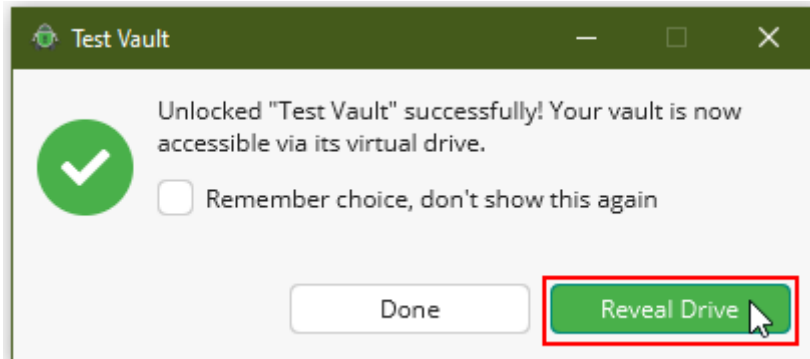 Test Vault
Unlocked "Test Vault" successfully! Your vault is now
accessible via its virtual drive.
Remember choice, don't show this again
Done
Reveal Drive